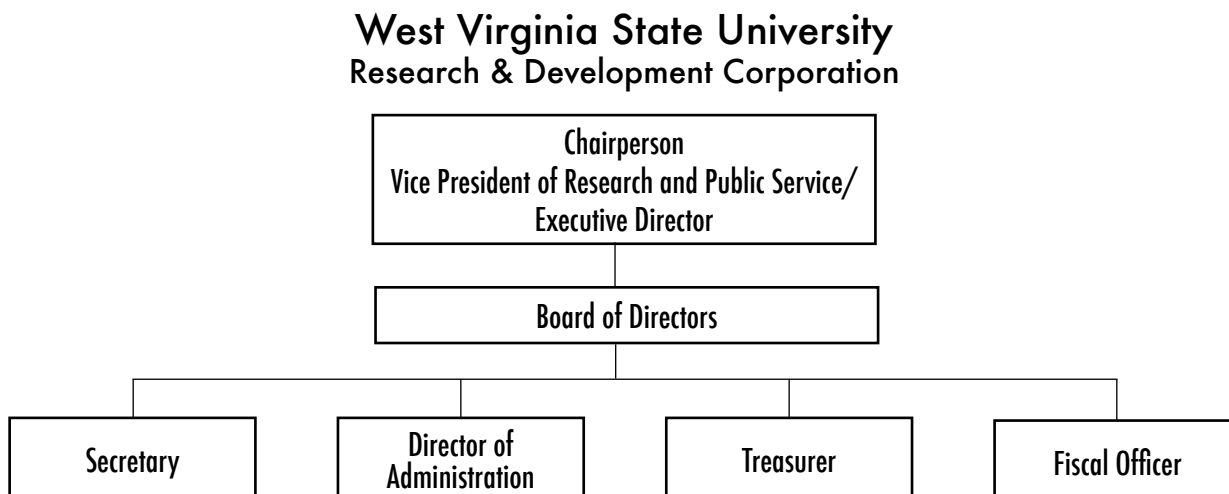 West Virginia State University
Research & Development Corporation
Chairperson
Vice President of Research and Public Service/
Executive Director
Board of Directors
Secretary
Director of
Administration
Treasurer
Fiscal Officer